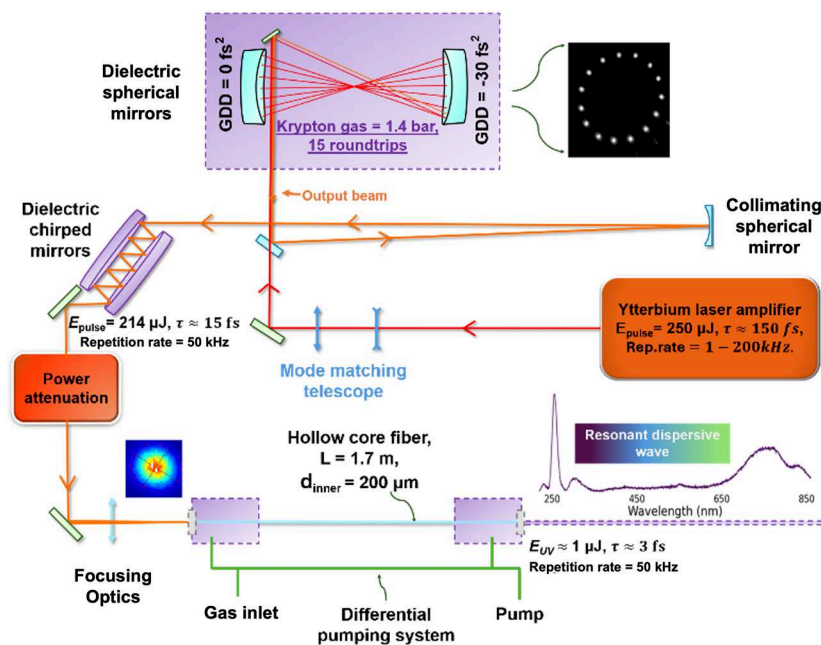 Dielectric
spherical
mirrors
GDD = 0 fs²
GDD = -30 fs²
Krypton gas = 1.4 bar,
15 roundtrips
Output beam
Dielectric
chirped
mirrors
Collimating
spherical
mirror
E_pulse= 214 µJ, τ ≈ 15 fs
Repetition rate = 50 kHz
Ytterbium laser amplifier
E_pulse= 250 µJ, τ ≈ 150 fs,
Rep.rate = 1 − 200kHz.
Mode matching
telescope
Power
attenuation
Hollow core fiber,
L = 1.7 m,
d_inner = 200 µm
Resonant dispersive
wave
250
450
650
850
Wavelength (nm)
E_UV ≈ 1 µJ, τ ≈ 3 fs
Repetition rate = 50 kHz
Focusing
Optics
Gas inlet
Differential
pumping system
Pump